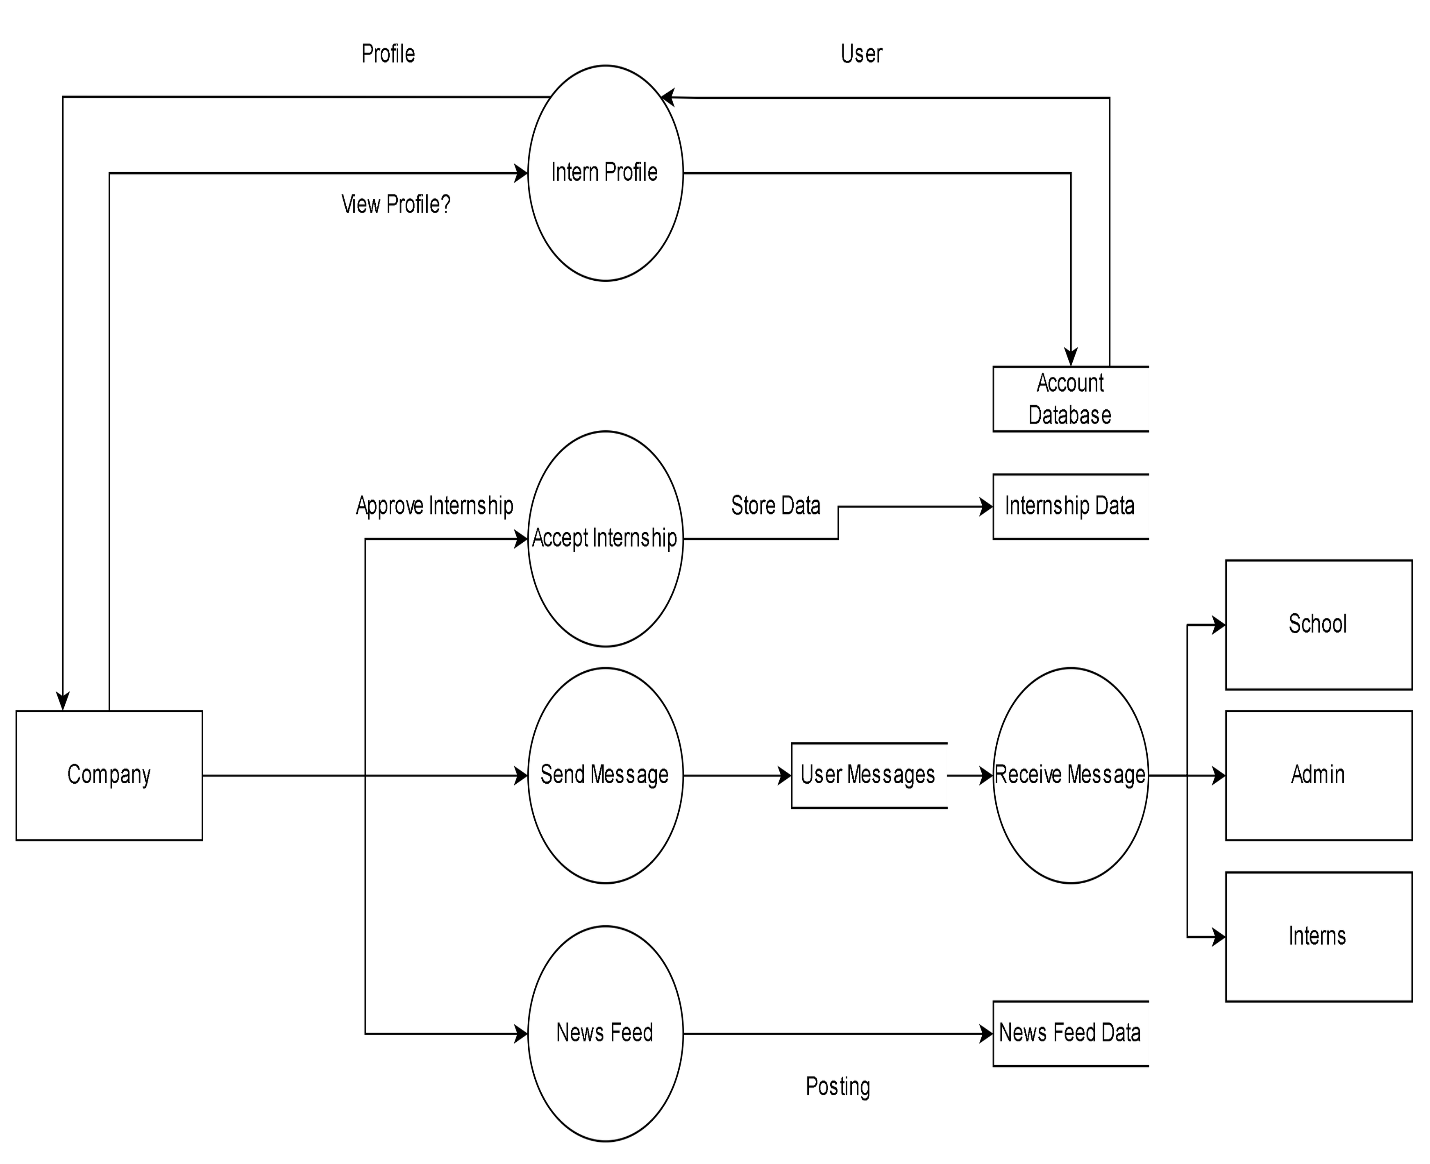 Profile
User
Intern Profile
View Profile?
Account
Database
Approve Internship
Store Data
Internship Data
Accept Internship
School
Company
Send Message
User Messages
Receive Message
Admin
Interns
News Feed
News Feed Data
Posting